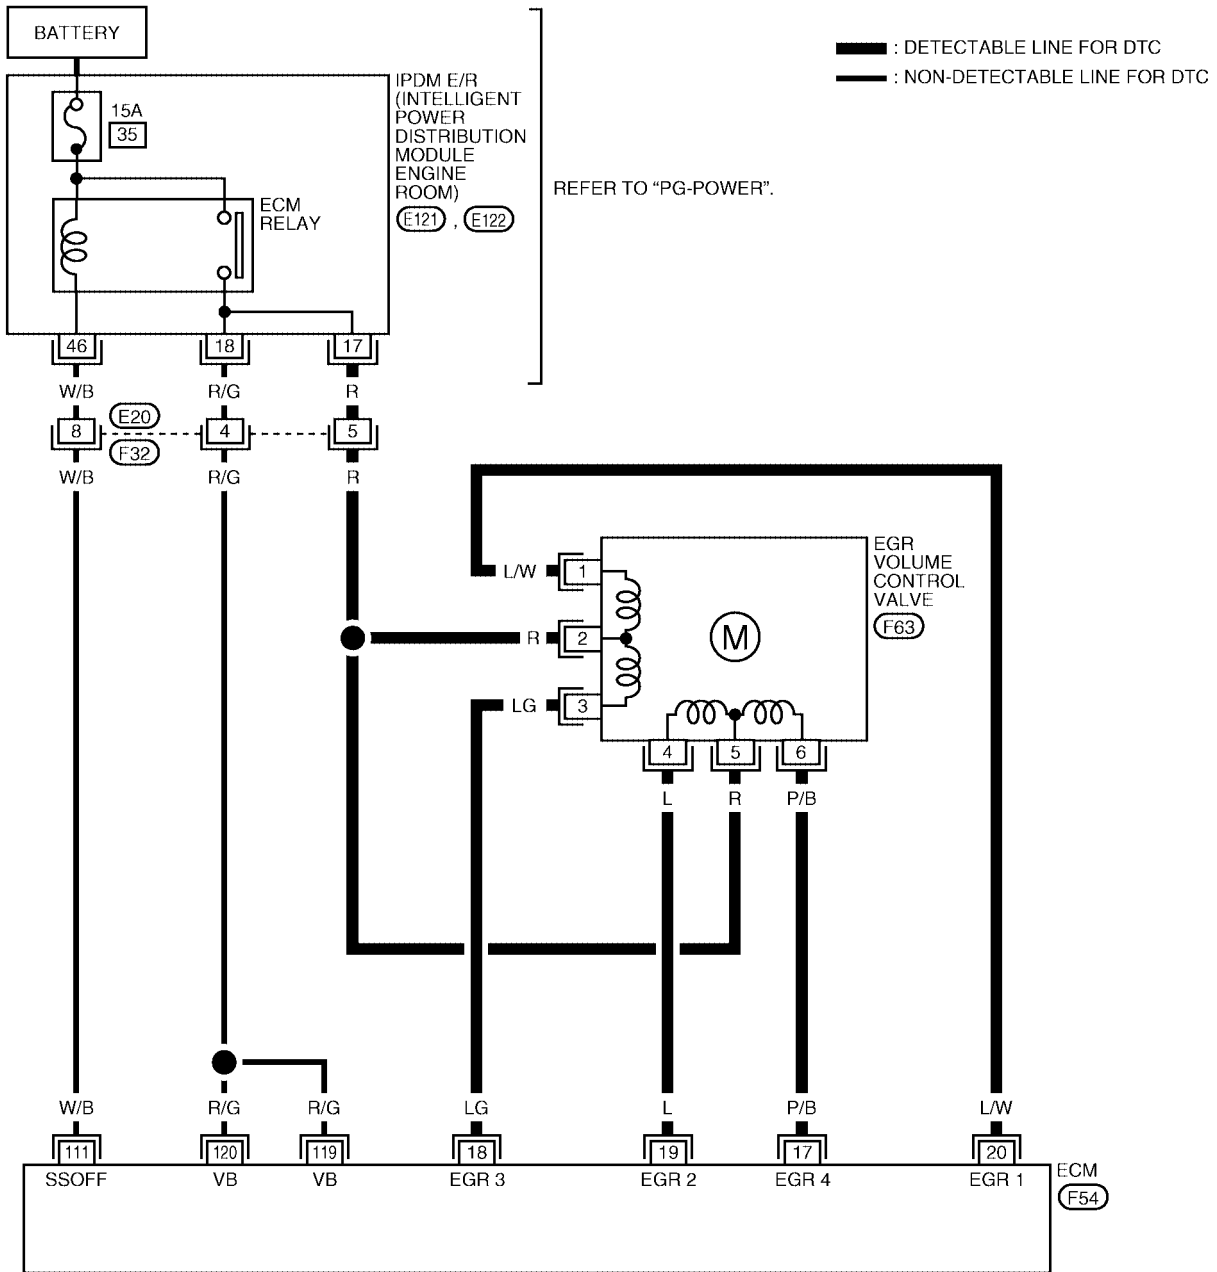 BATTERY
: DETECTABLE LINE FOR DTC
: NON-DETECTABLE LINE FOR DTC
15A
35
IPDM E/R
(INTELLIGENT
POWER
DISTRIBUTION
MODULE
ENGINE
ROOM)
E121 , E122
REFER TO “PG-POWER”.
ECM
RELAY
46 18 17
W/B R/G R
E20
8 4 5
F32
W/B R/G R
EGR
VOLUME
CONTROL
VALVE
F63
L/W 1
R 2
M
LG 3
4 5 6
L R P/B
W/B R/G R/G LG L P/B L/W
111 120 119 18 19 17 20
SSOFF VB VB EGR 3 EGR 2 EGR 4 EGR 1
ECM
F54